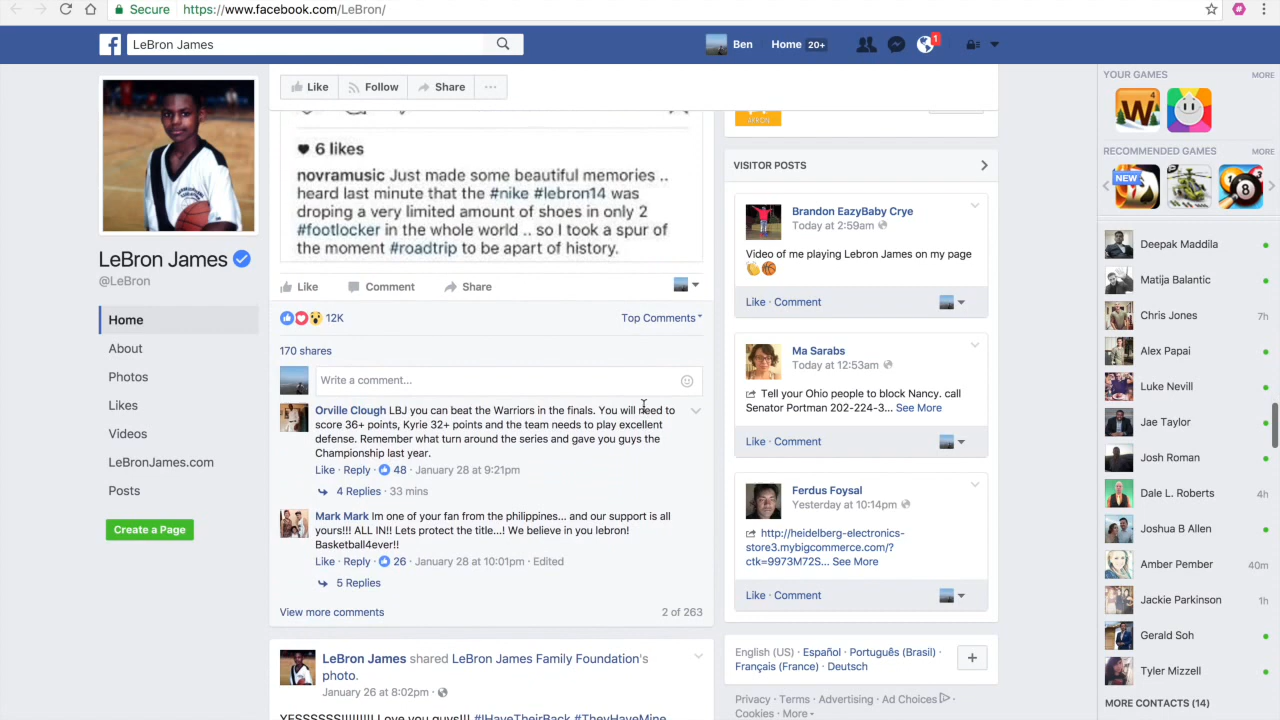 Secure https://www.facebook.com/LeBron/
LeBron James
Ben Home 20+
1
LeBron James
@LeBron
Home
About
Photos
Likes
Videos
LeBronJames.com
Posts
Create a Page
Like Follow Share ...
6 likes
novramusic Just made some beautiful memories ..
heard last minute that the #nike #lebron14 was
droping a very limited amount of shoes in only 2
#footlocker in the whole world .. so I took a spur of
the moment #roadtrip to be apart of history.
Like Comment Share
12K Top Comments
170 shares
Write a comment...
Orville Clough LBJ you can beat the Warriors in the finals. You will need to
score 36+ points, Kyrie 32+ points and the team needs to play excellent
defense. Remember what turn around the series and gave you guys the
Championship last year.
Like · Reply · 48 · January 28 at 9:21pm
4 Replies · 33 mins
Mark Mark Im one of your fan from the philippines... and our support is all
yours!!! ALL IN!! Lets protect the title...! We believe in you lebron!
Basketball4ever!!
Like · Reply · 26 · January 28 at 10:01pm · Edited
5 Replies
View more comments 2 of 263
LeBron James shared LeBron James Family Foundation's
photo.
January 26 at 8:02pm ·
YESSSSSS!!!!!!!!! Love you guys!!! #IHaveTheirBack #TheyHaveMine
APRON
VISITOR POSTS
Brandon EazyBaby Crye
Today at 2:59am
Video of me playing Lebron James on my page
👏🏀
Like · Comment
Ma Sarabs
Today at 12:53am
Tell your Ohio people to block Nancy. call
Senator Portman 202-224-3... See More
Like · Comment
Ferdus Foysal
Yesterday at 10:14pm
http://heidelberg-electronics-
store3.mybigcommerce.com/?
ctk=9973M72S... See More
Like · Comment
English (US) · Español · Português (Brasil) ·
Français (France) · Deutsch
+
Privacy · Terms · Advertising · Ad Choices ·
Cookies · More
YOUR GAMES MORE
W 4
RECOMMENDED GAMES MORE
NEW
8
Deepak Maddila
Matija Balantic
Chris Jones 7h
Alex Papai
Luke Nevill
Jae Taylor
Josh Roman
Dale L. Roberts 4h
Joshua B Allen
Amber Pember 40m
Jackie Parkinson 1h
Gerald Soh
Tyler Mizzell
MORE CONTACTS (14)